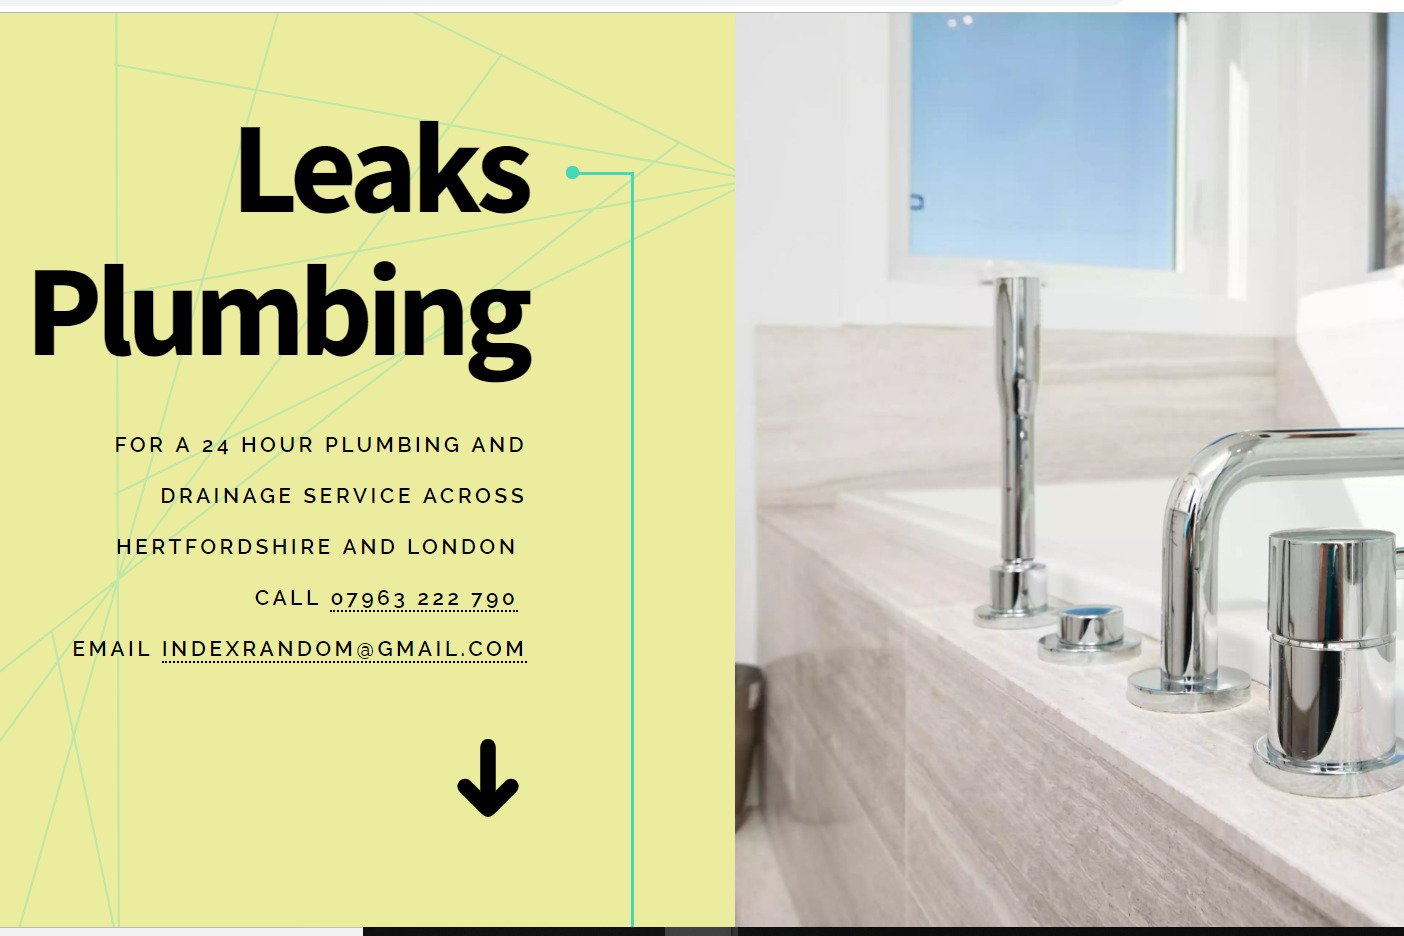 Leaks
Plumbing
FOR A 24 HOUR PLUMBING AND
DRAINAGE SERVICE ACROSS
HERTFORDSHIRE AND LONDON
CALL 07963 222 790
EMAIL INDEXRANDOM@GMAIL.COM